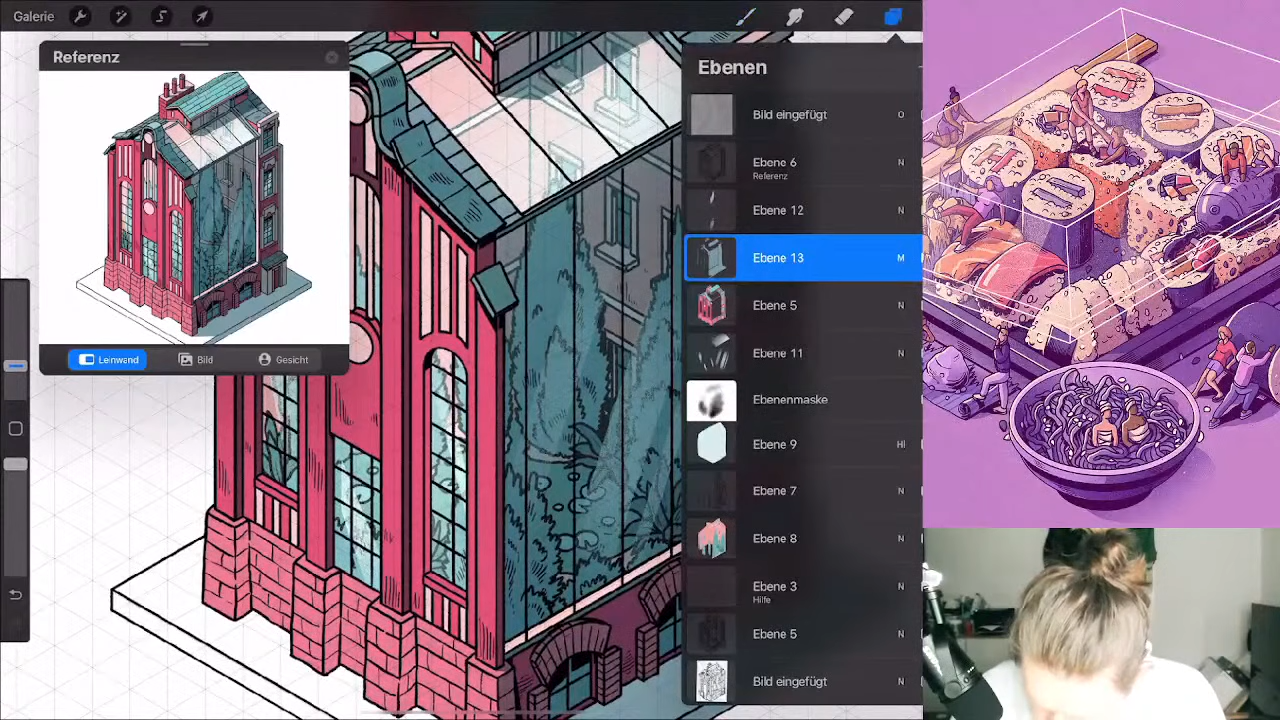 Galerie
Referenz
Leinwand
Bild
Gesicht
Ebenen
Bild eingefügt O
Ebene 6 N
Referenz
Ebene 12 N
Ebene 13 M
Ebene 5 N
Ebene 11 N
Ebenenmaske
Ebene 9 HI
Ebene 7 N
Ebene 8 N
Ebene 3 N
Hilfe
Ebene 5 N
Bild eingefügt N